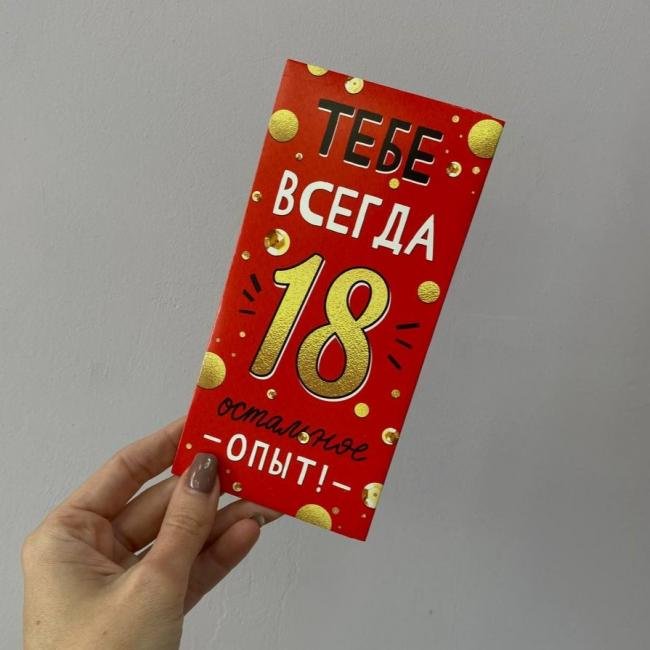 ТЕБЕ
ВСЕГДА
18
остальное
–ОПЫТ!–